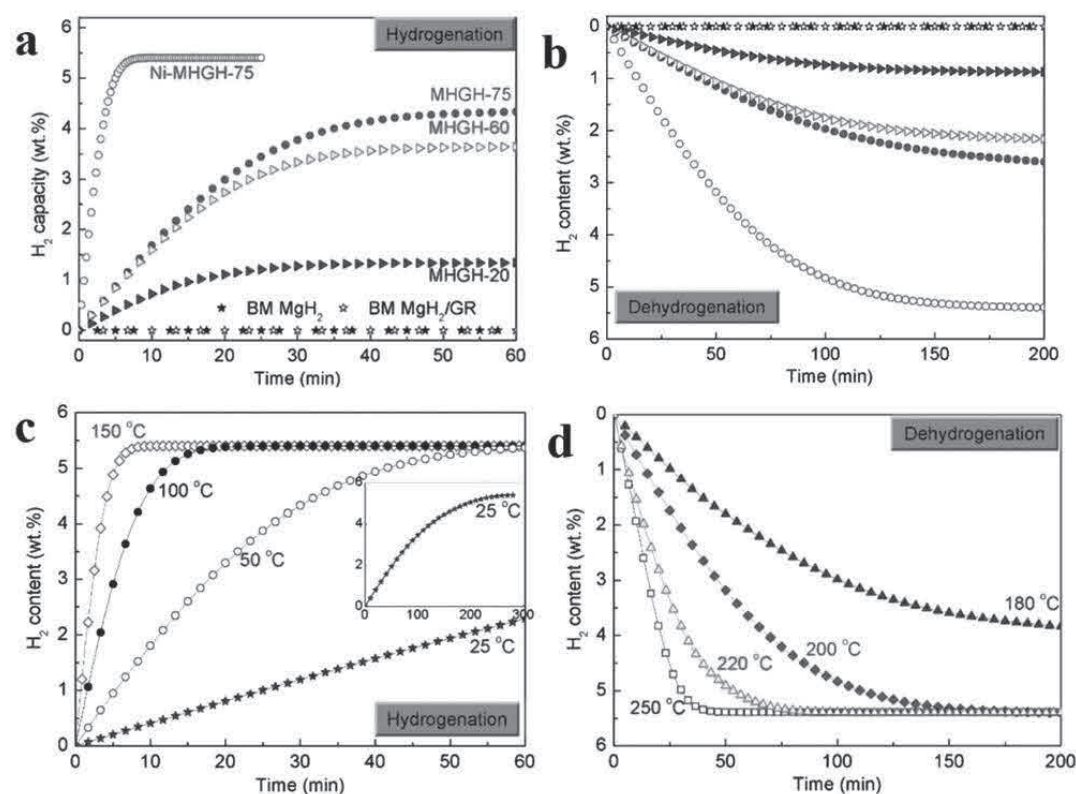 a
Hydrogenation
Ni-MHGH-75
MHGH-75
MHGH-60
MHGH-20
★ BM MgH₂ ☆ BM MgH₂/GR
H₂ capacity (wt.%)
6
5
4
3
2
1
0
0 10 20 30 40 50 60
Time (min)
b
Dehydrogenation
H₂ content (wt.%)
0
1
2
3
4
5
6
0 50 100 150 200
Time (min)
c
150 °C
100 °C
50 °C
25 °C
25 °C
6
4
2
0
0 100 200 300
Hydrogenation
H₂ content (wt.%)
6
5
4
3
2
1
0
0 10 20 30 40 50 60
Time (min)
d
Dehydrogenation
180 °C
200 °C
220 °C
250 °C
H₂ content (wt.%)
0
1
2
3
4
5
6
0 50 100 150 200
Time (min)